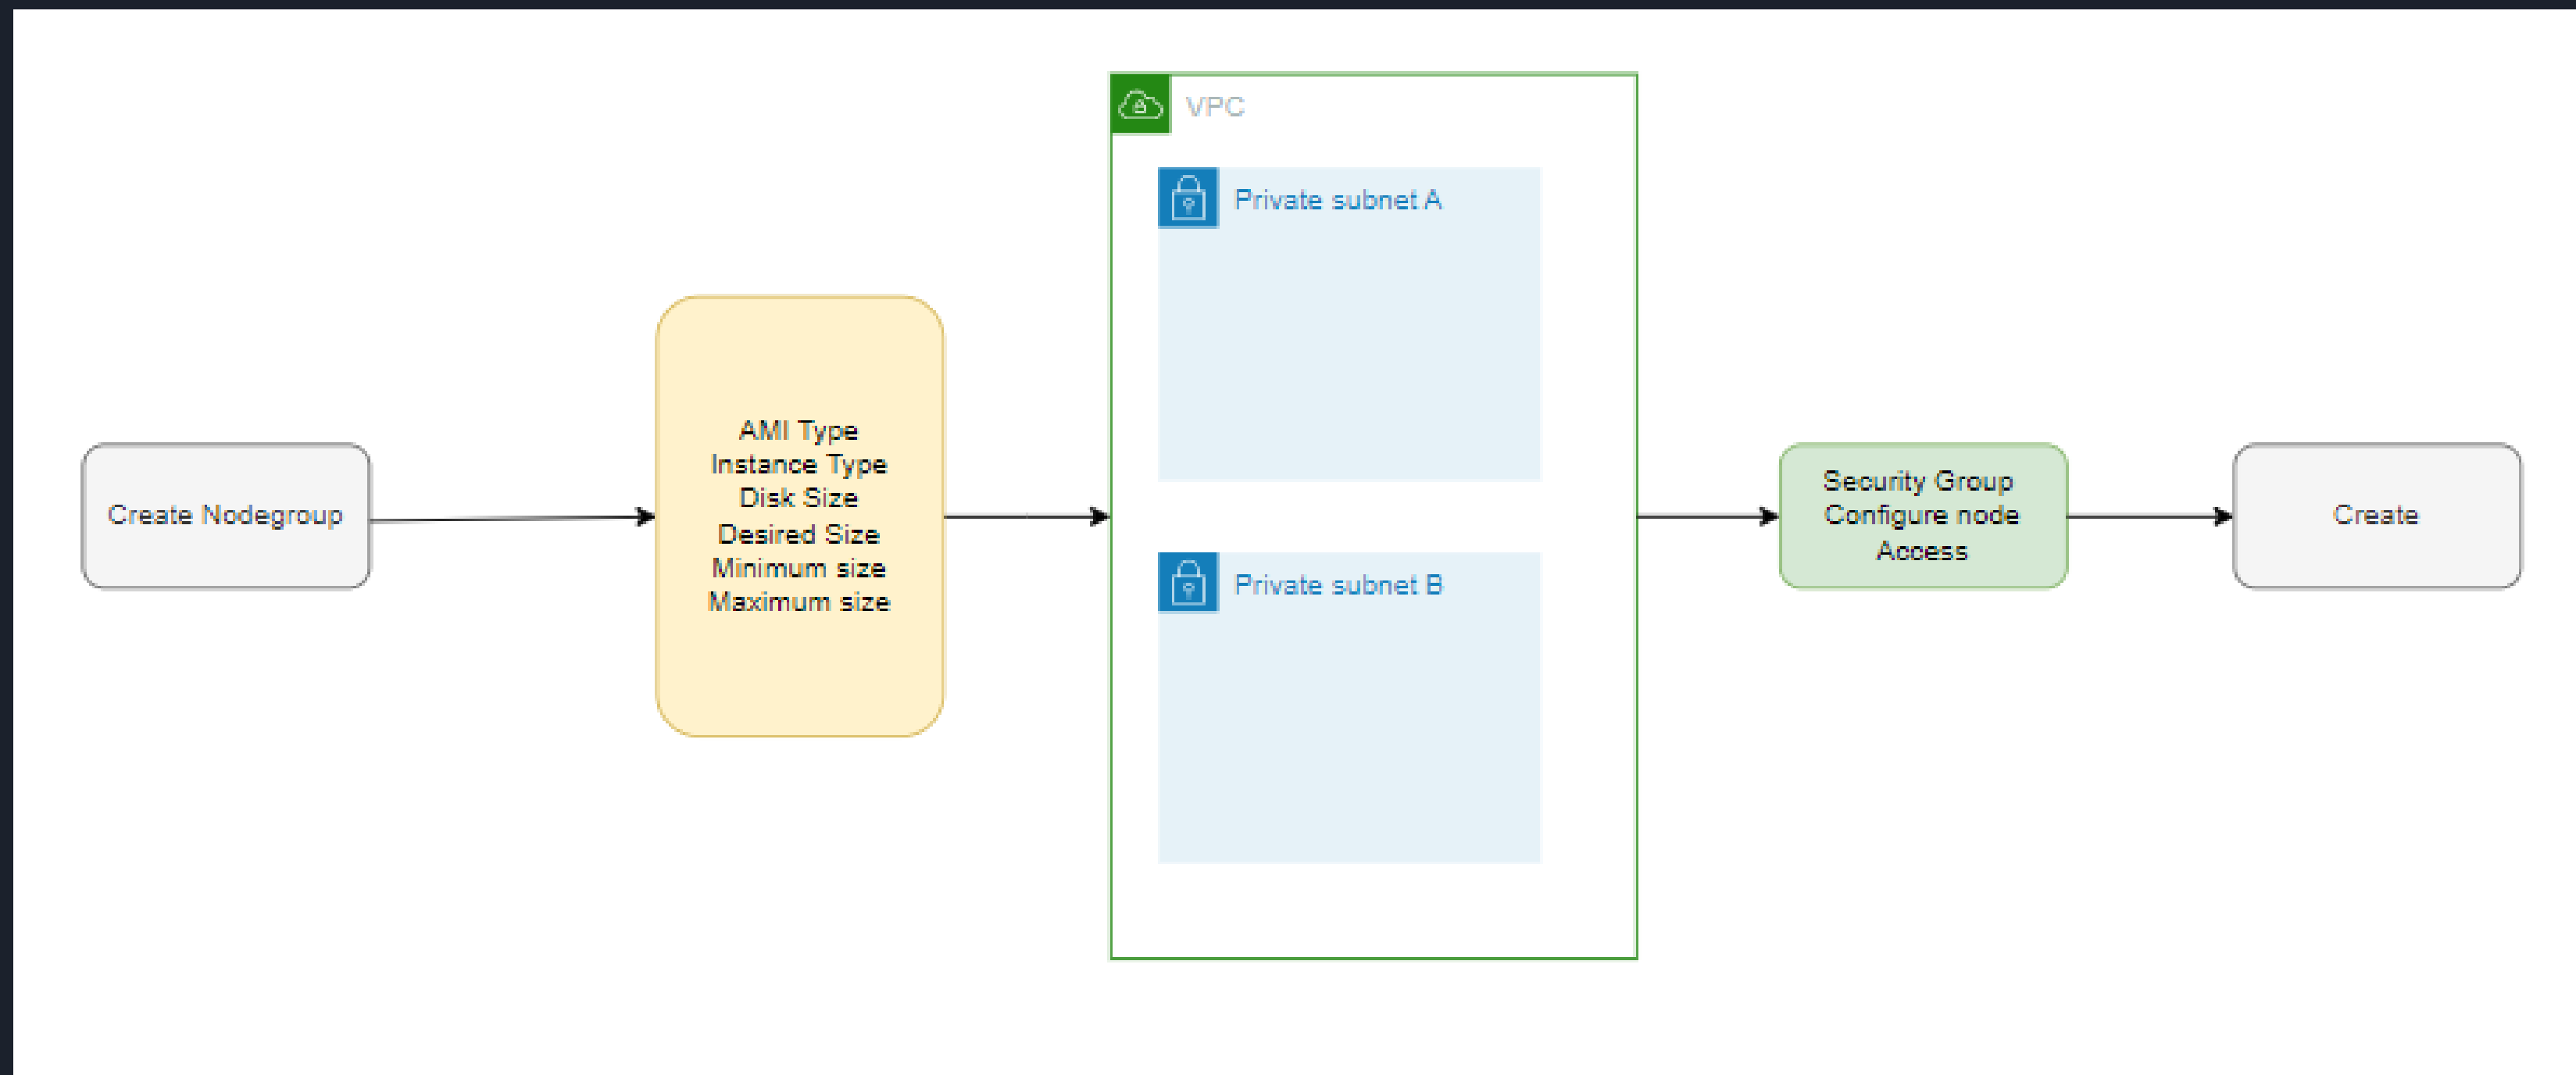 Create Nodegroup
AMI Type
Instance Type
Disk Size
Desired Size
Minimum size
Maximum size
VPC
Private subnet A
Private subnet B
Security Group
Configure node
Access
Create